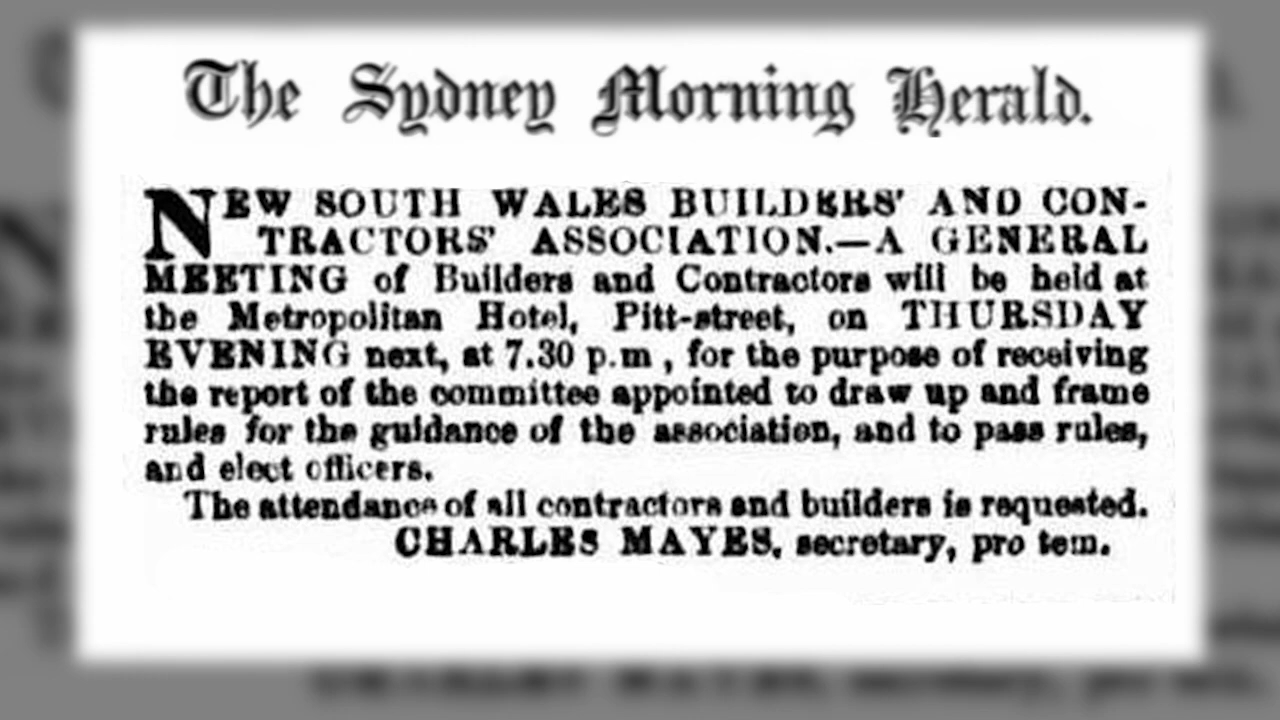 The Sydney Morning Herald.
NEW SOUTH WALES BUILDERS' AND CON-
TRACTORS' ASSOCIATION.—A GENERAL
MEETING of Builders and Contractors will be held at
the Metropolitan Hotel, Pitt-street, on THURSDAY
EVENING next, at 7.30 p.m , for the purpose of receiving
the report of the committee appointed to draw up and frame
rules for the guidance of the association, and to pass rules,
and elect officers.
The attendance of all contractors and builders is requested.
CHARLES MAYES, secretary, pro tem.